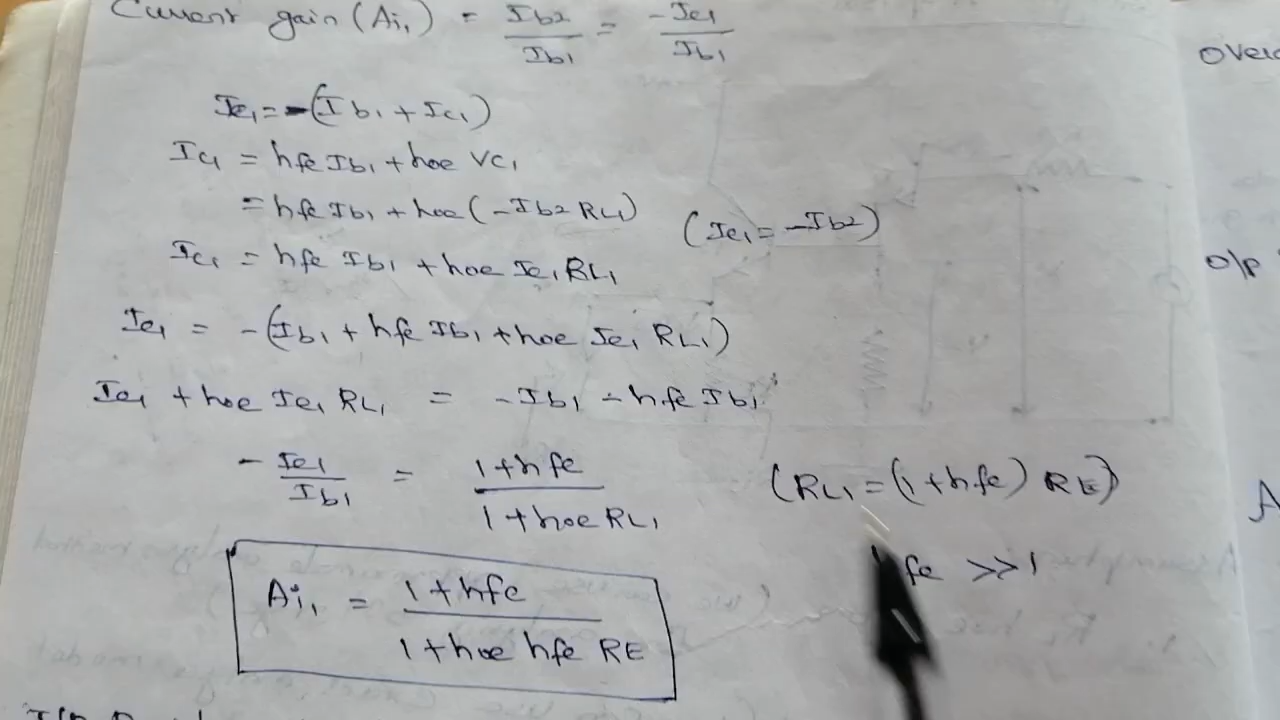 Current gain (Ai1) = Ib2/Ib1 = -Ie1/Ib1
Ie1 = -(Ib1 + Ic1)
Ic1 = hfe Ib1 + hoe Vc1
= hfe Ib1 + hoe (-Ib2 RL1) (Ie1 = -Ib2)
Ic1 = hfe Ib1 + hoe Ie1 RL1
Ie1 = -(Ib1 + hfe Ib1 + hoe Ie1 RL1)
Ie1 + hoe Ie1 RL1 = -Ib1 - hfe Ib1
-Ie1/Ib1 = 1+hfe/1+hoe RL1 (RL1 = (1+hfe) RE)
hfe >>1
Ai1 = 1+hfe/1+hoe hfe RE
O/p
A